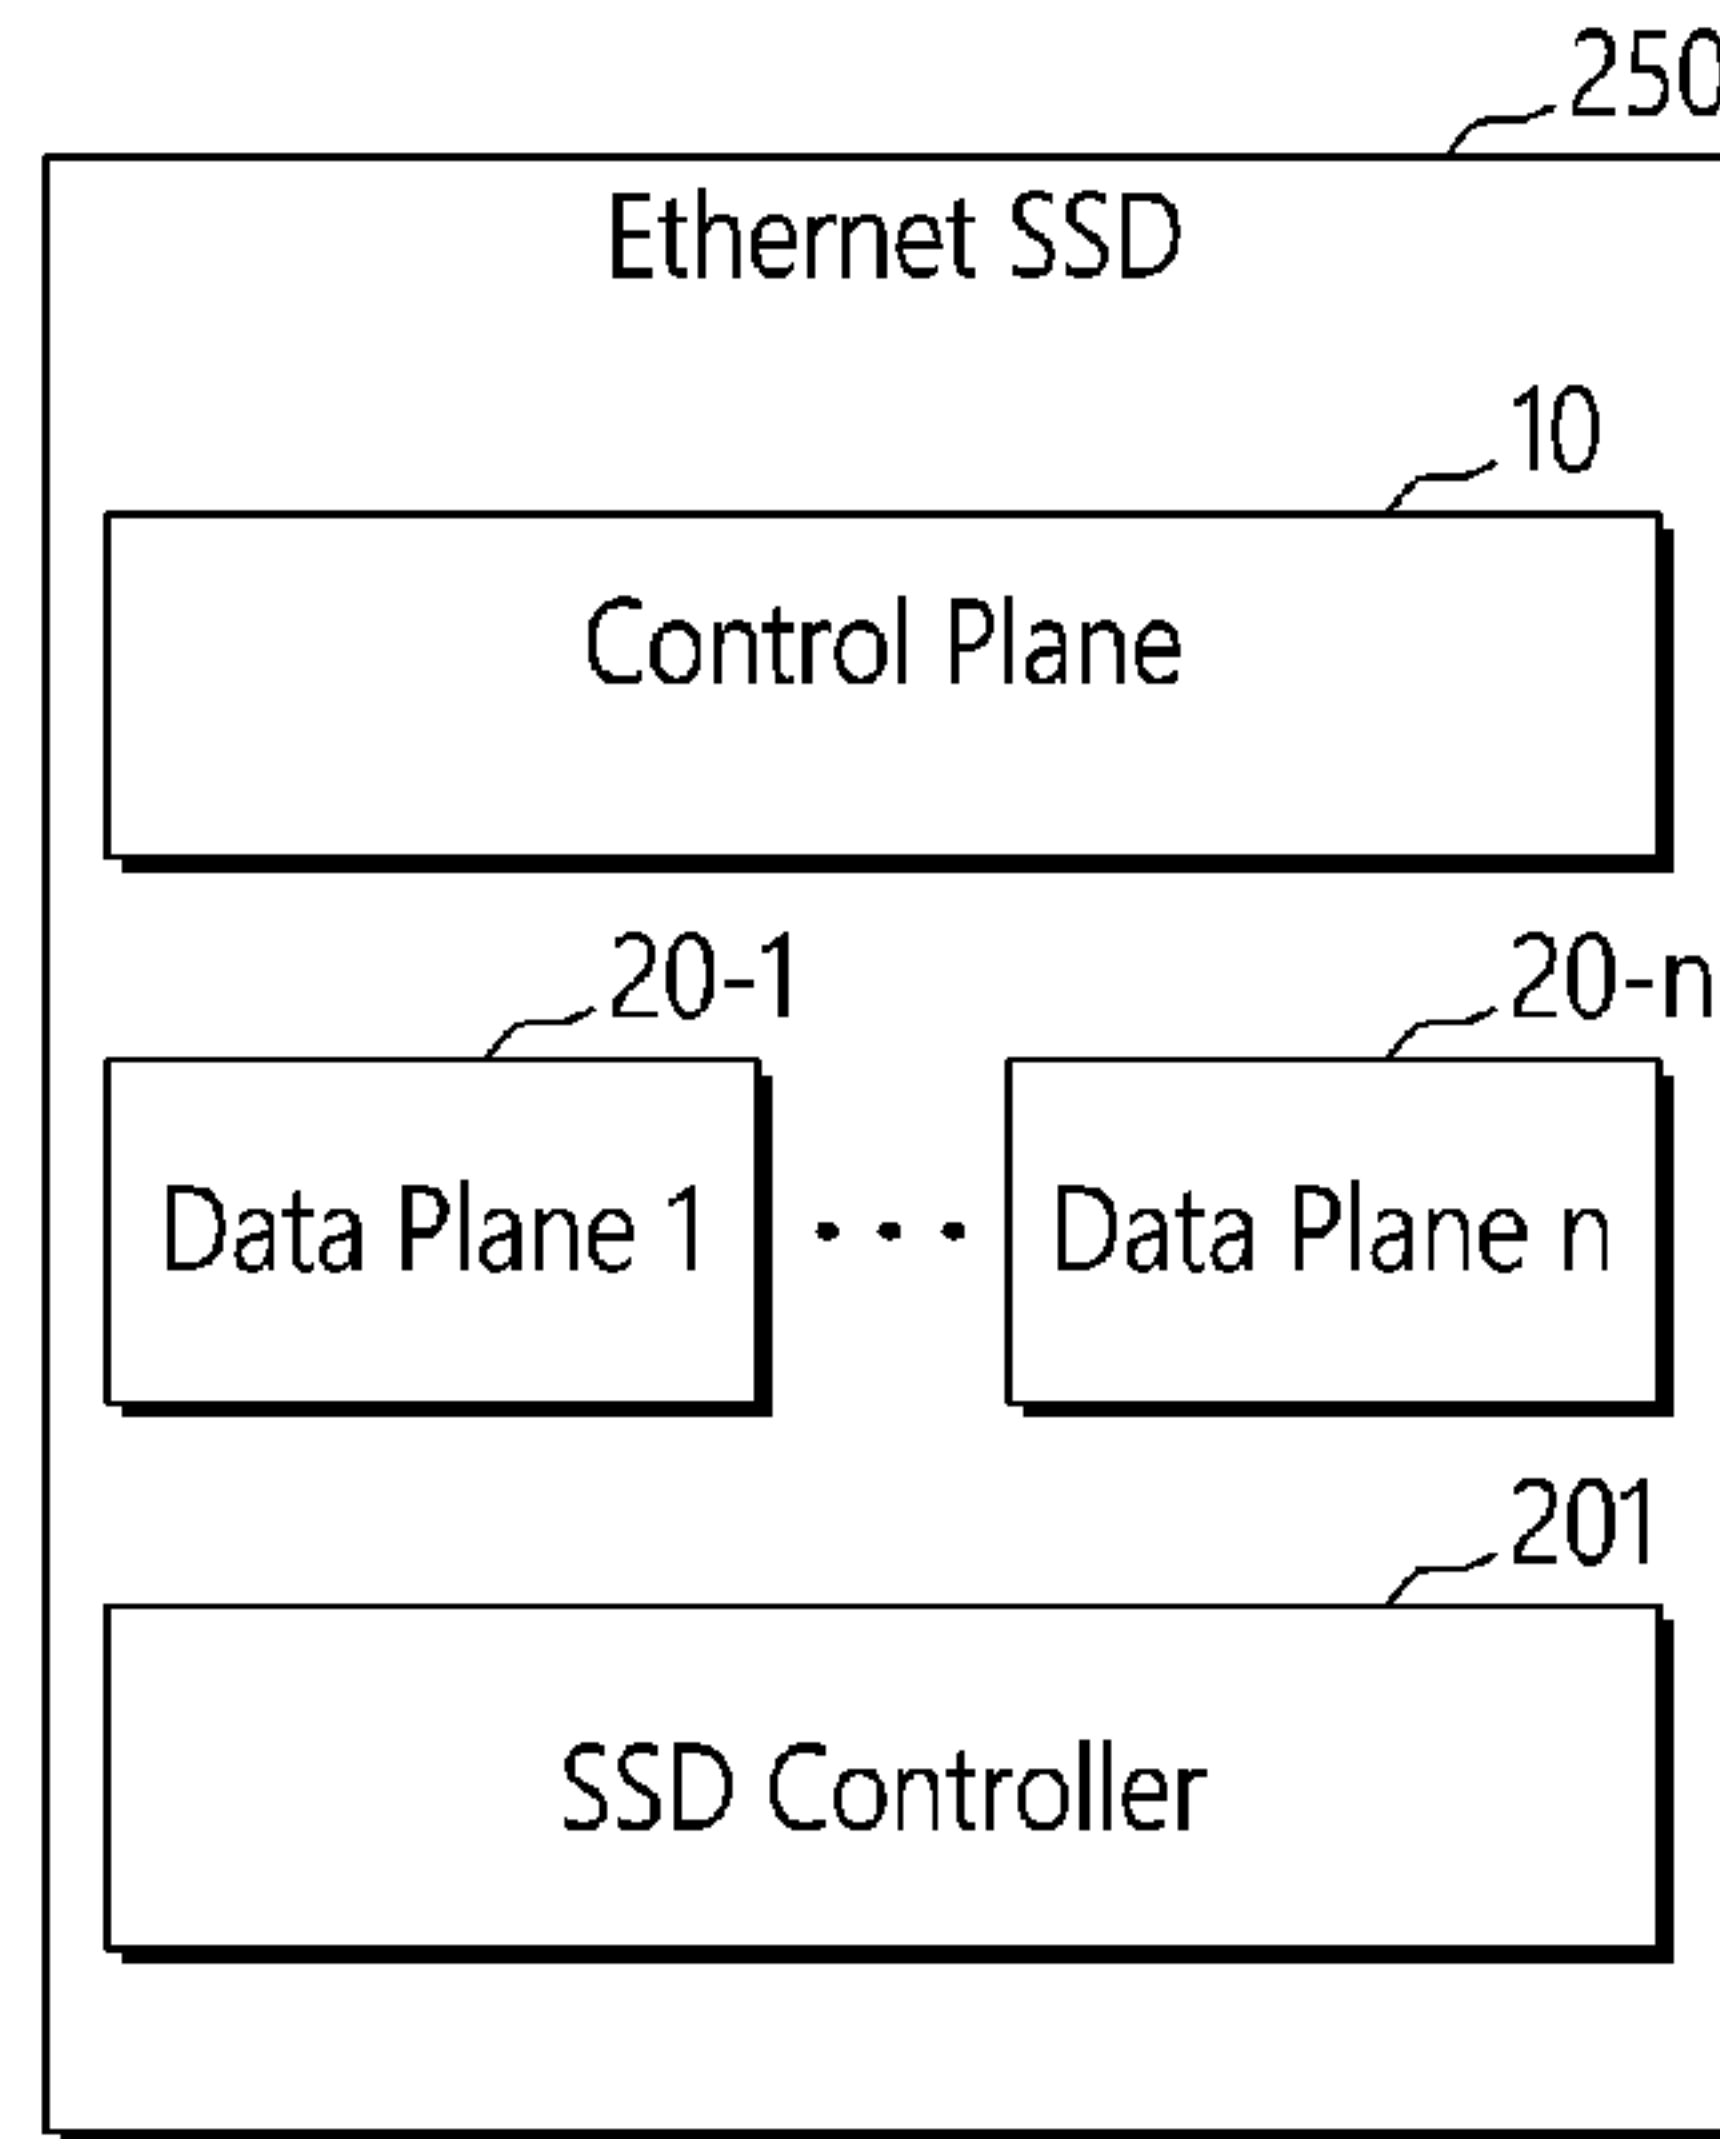 250
Ethernet SSD
10
Control Plane
20-1
20-n
Data Plane 1
Data Plane n
201
SSD Controller